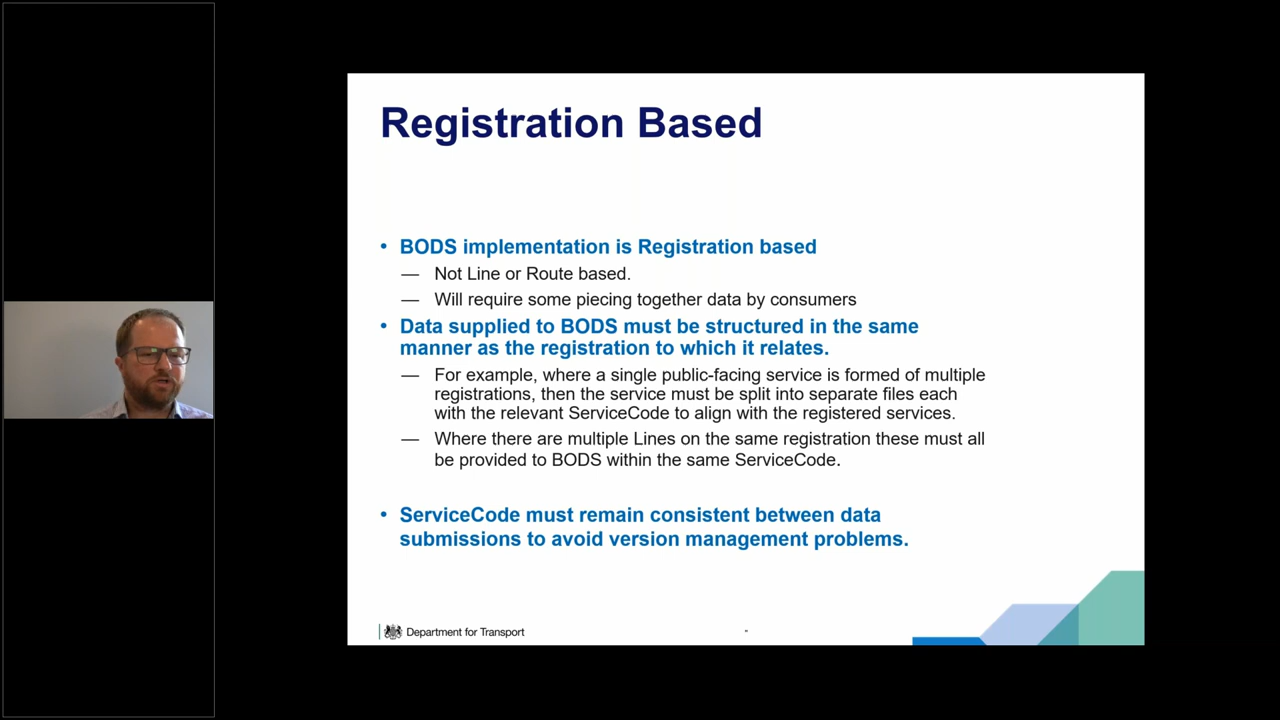 Registration Based
• BODS implementation is Registration based
— Not Line or Route based.
— Will require some piecing together data by consumers
• Data supplied to BODS must be structured in the same
manner as the registration to which it relates.
— For example, where a single public-facing service is formed of multiple
registrations, then the service must be split into separate files each
with the relevant ServiceCode to align with the registered services.
— Where there are multiple Lines on the same registration these must all
be provided to BODS within the same ServiceCode.
• ServiceCode must remain consistent between data
submissions to avoid version management problems.
Department for Transport